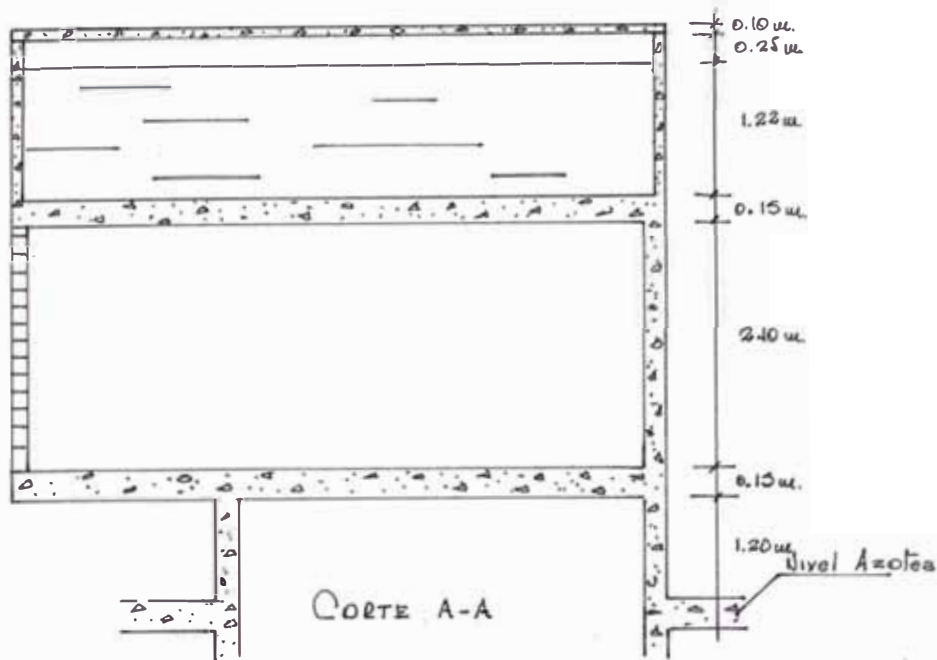 0.10 m.
0.25 m.
1.22 m.
0.15 m.
2.10 m.
0.15 m.
1.20 m.
Nivel Azotea
CORTE A-A